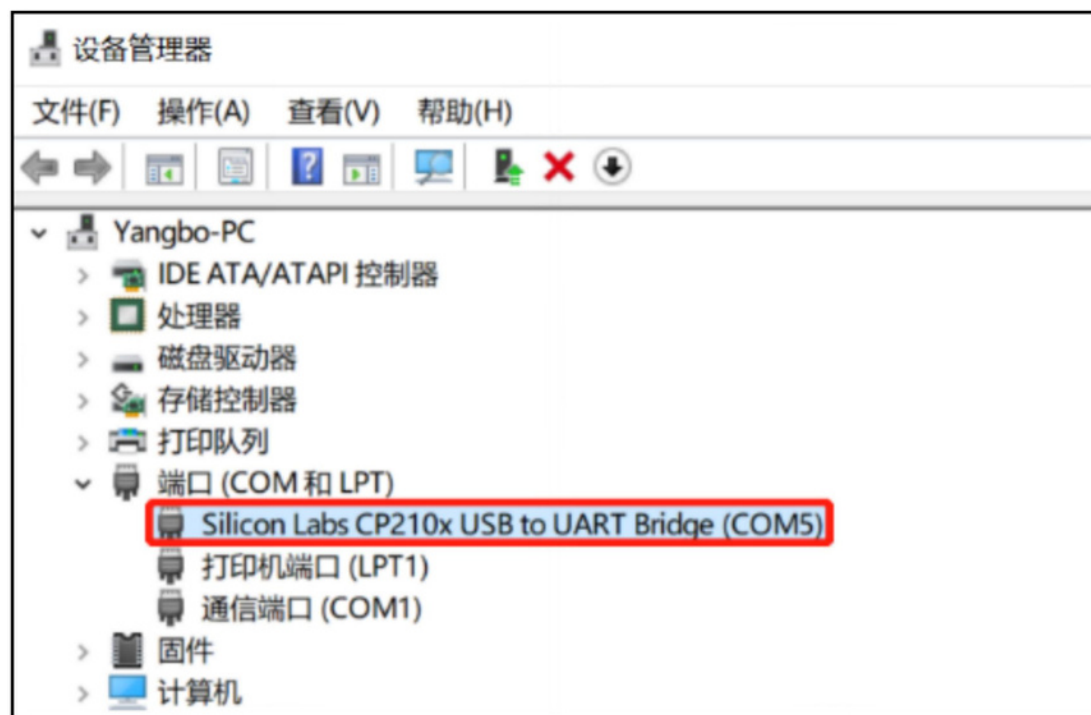 设备管理器
文件(F) 操作(A) 查看(V) 帮助(H)
Yangbo-PC
IDE ATA/ATAPI 控制器
处理器
磁盘驱动器
存储控制器
打印队列
端口 (COM 和 LPT)
Silicon Labs CP210x USB to UART Bridge (COM5)
打印机端口 (LPT1)
通信端口 (COM1)
固件
计算机